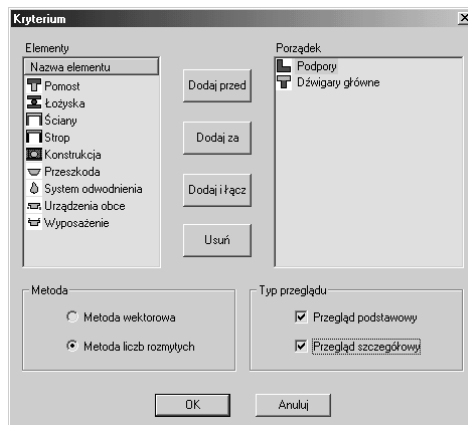 Kryterium
Elementy
Nazwa elementu
Pomost
Łożyska
Ściany
Strop
Konstrukcja
Przeszkoda
System odwodnienia
Urządzenia obce
Wyposażenie
Dodaj przed
Dodaj za
Dodaj i łącz
Usuń
Porządek
Podpory
Dźwigary główne
Metoda
Metoda wektorowa
Metoda liczb rozmytych
Typ przeglądu
Przegląd podstawowy
Przegląd szczegółowy
OK
Anuluj